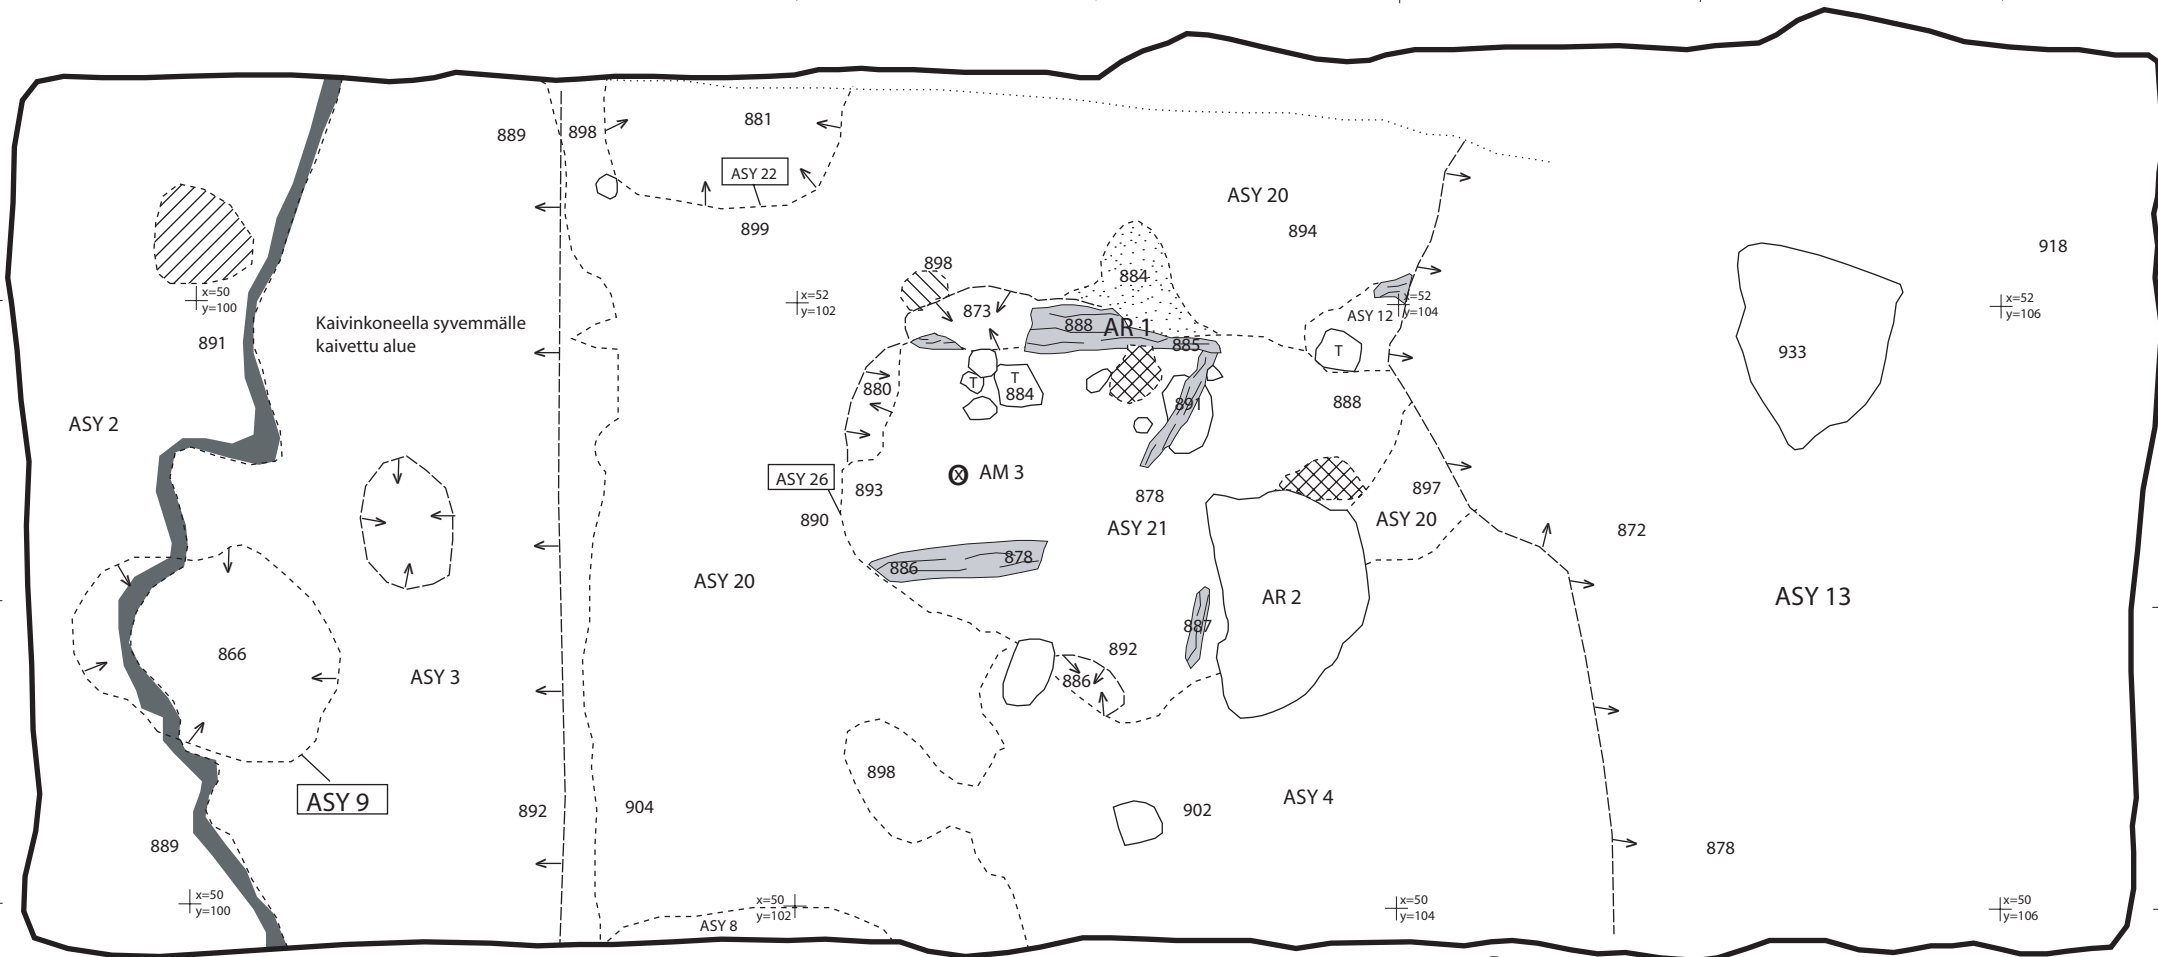 889
898
881
ASY 22
899
ASY 20
894
918
898
884
873
x=50
y=100
x=52
y=102
x=52
y=104
x=52
y=106
ASY 12
Kaivinkoneella syvemmälle
kaivettu alue
891
888
AR 1
885
T
933
T
T
884
880
891
888
ASY 2
ASY 26
893
AM 3
878
897
890
ASY 21
ASY 20
872
886
878
ASY 20
AR 2
ASY 13
887
866
892
ASY 3
886
898
ASY 9
892
904
902
ASY 4
889
878
x=50
y=100
x=50
y=102
x=50
y=104
x=50
y=106
ASY 8